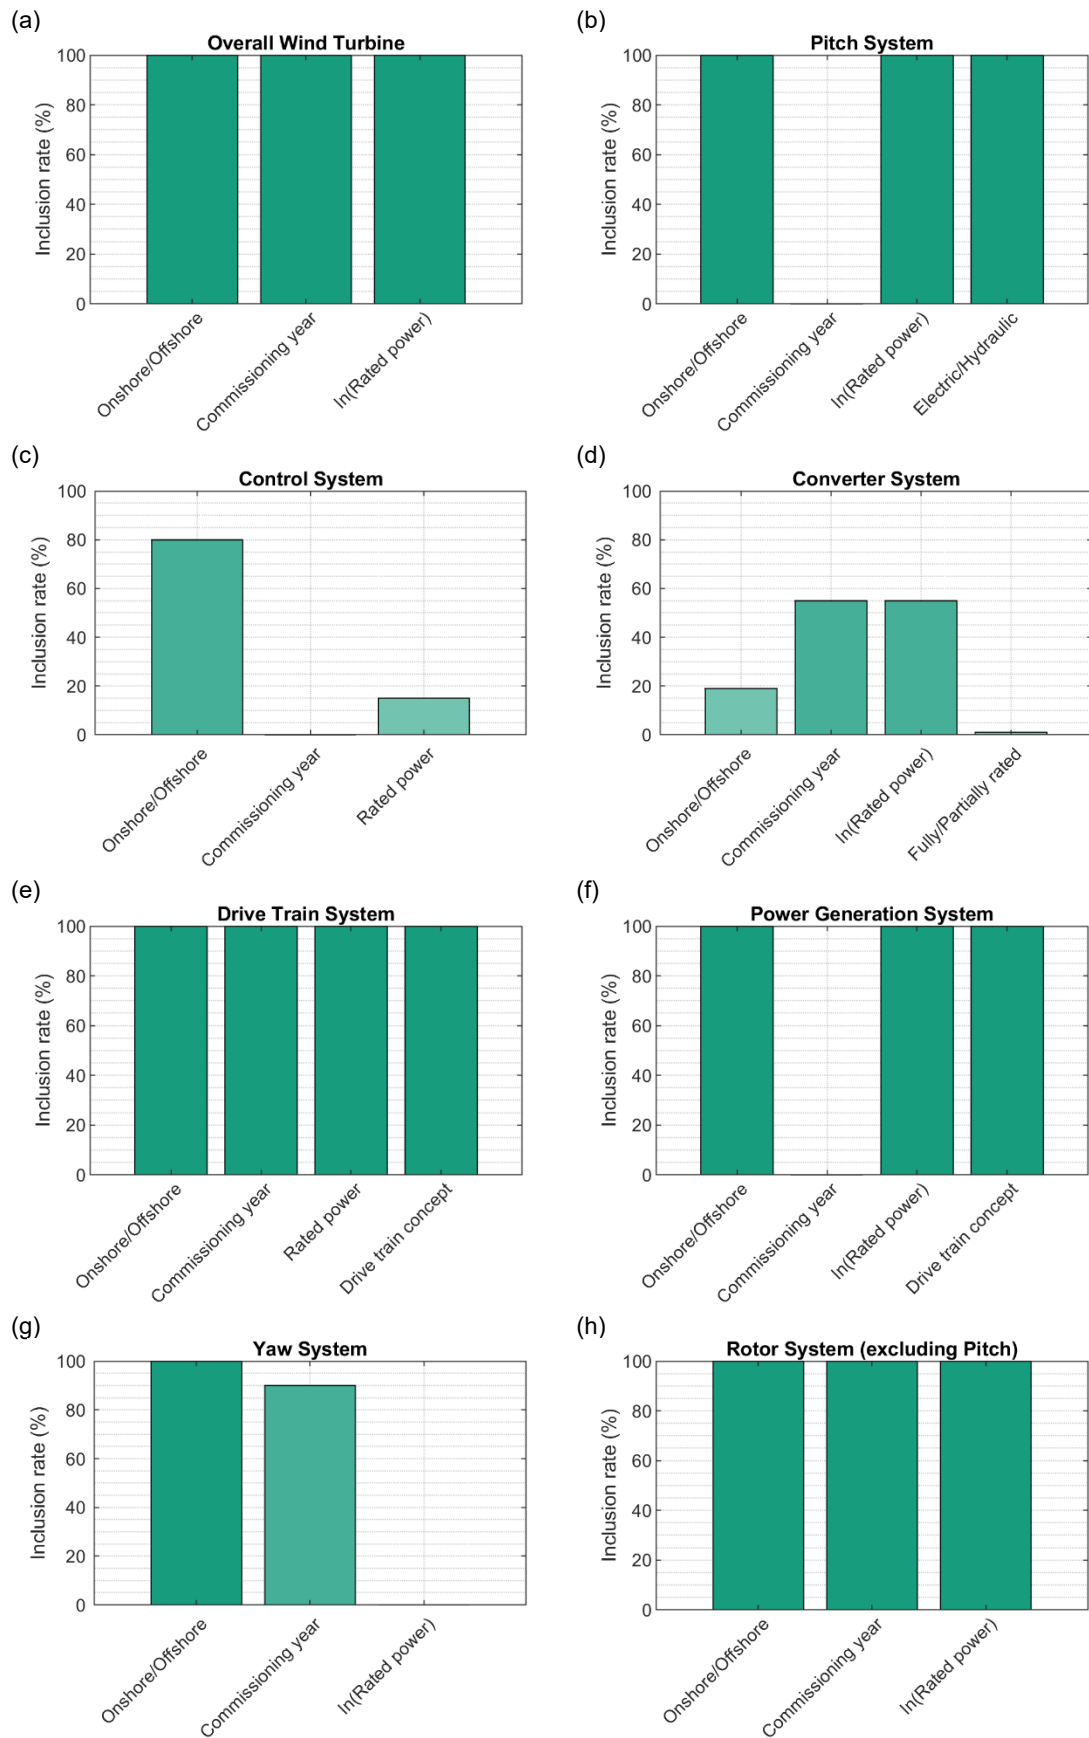 (a)
Overall Wind Turbine
Inclusion rate (%)
100
80
60
40
20
0
Onshore/Offshore
Commissioning year
ln(Rated power)
(b)
Pitch System
Inclusion rate (%)
100
80
60
40
20
0
Onshore/Offshore
Commissioning year
ln(Rated power)
Electric/Hydraulic
(c)
Control System
Inclusion rate (%)
100
80
60
40
20
0
Onshore/Offshore
Commissioning year
Rated power
(d)
Converter System
Inclusion rate (%)
100
80
60
40
20
0
Onshore/Offshore
Commissioning year
ln(Rated power)
Fully/Partially rated
(e)
Drive Train System
Inclusion rate (%)
100
80
60
40
20
0
Onshore/Offshore
Commissioning year
Rated power
Drive train concept
(f)
Power Generation System
Inclusion rate (%)
100
80
60
40
20
0
Onshore/Offshore
Commissioning year
ln(Rated power)
Drive train concept
(g)
Yaw System
Inclusion rate (%)
100
80
60
40
20
0
Onshore/Offshore
Commissioning year
ln(Rated power)
(h)
Rotor System (excluding Pitch)
Inclusion rate (%)
100
80
60
40
20
0
Onshore/Offshore
Commissioning year
ln(Rated power)